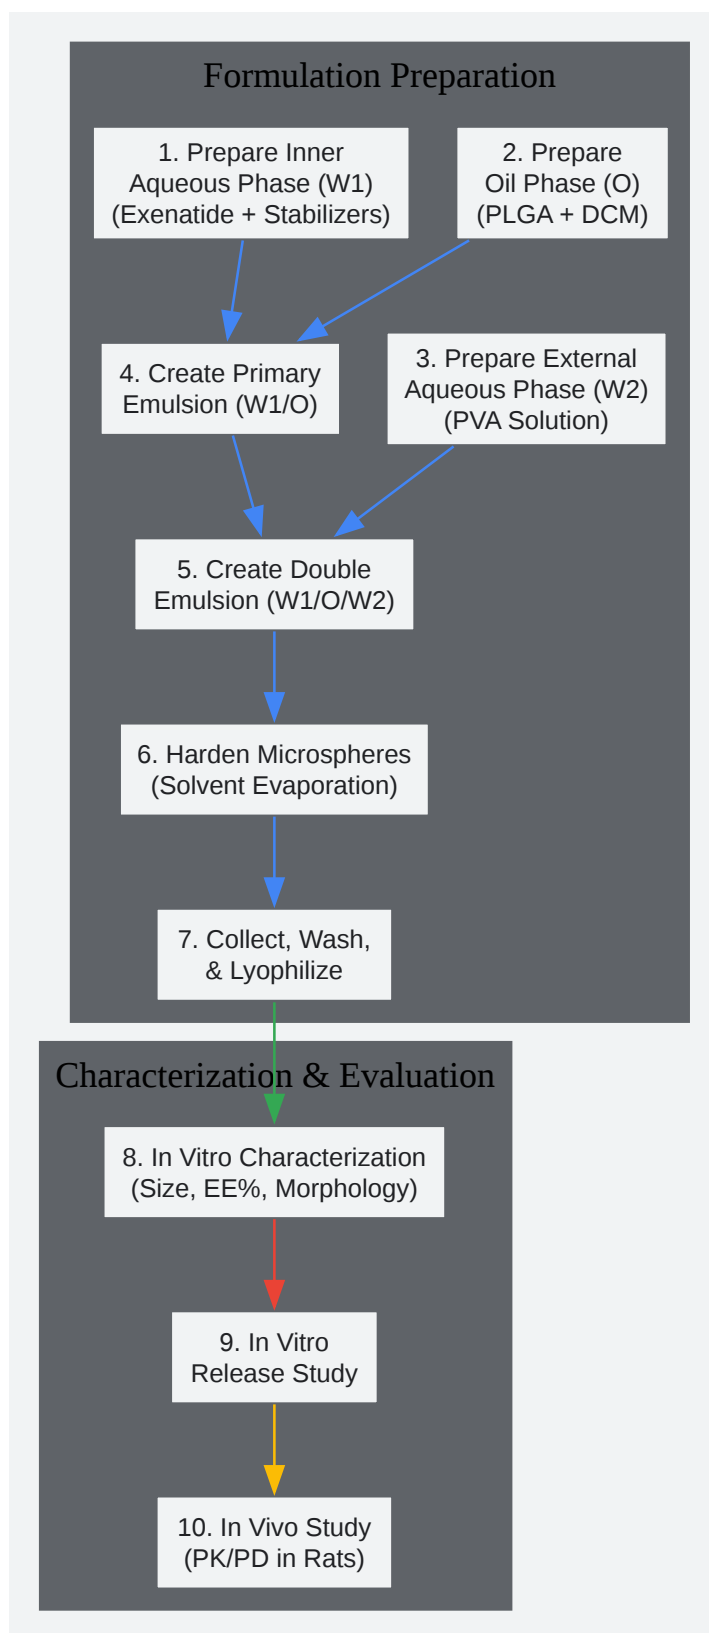 Formulation Preparation
1. Prepare Inner
Aqueous Phase (W1)
(Exenatide + Stabilizers)
2. Prepare
Oil Phase (O)
(PLGA + DCM)
4. Create Primary
Emulsion (W1/O)
3. Prepare External
Aqueous Phase (W2)
(PVA Solution)
5. Create Double
Emulsion (W1/O/W2)
6. Harden Microspheres
(Solvent Evaporation)
7. Collect, Wash,
& Lyophilize
Characterization & Evaluation
8. In Vitro Characterization
(Size, EE%, Morphology)
9. In Vitro
Release Study
10. In Vivo Study
(PK/PD in Rats)